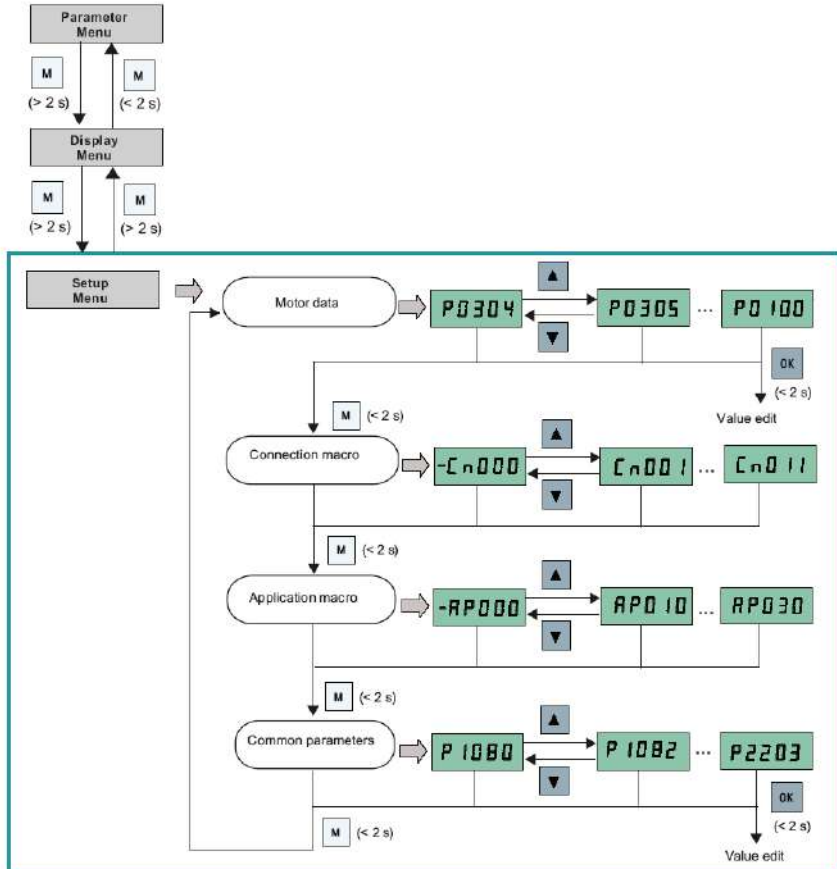 Parameter
Menu
M
M
(> 2 s)
(< 2 s)
Display
Menu
M
M
(> 2 s)
(> 2 s)
Setup
Menu
Motor data
▲
P0304
P0305
...
P0100
▼
OK
(< 2 s)
Value edit
M (< 2 s)
Connection macro
▲
-Cn000
Cn001
...
Cn011
▼
M (< 2 s)
Application macro
▲
-AP000
AP010
...
AP030
▼
M (< 2 s)
Common parameters
▲
P1080
P1082
...
P2203
▼
OK
(< 2 s)
M (< 2 s)
Value edit